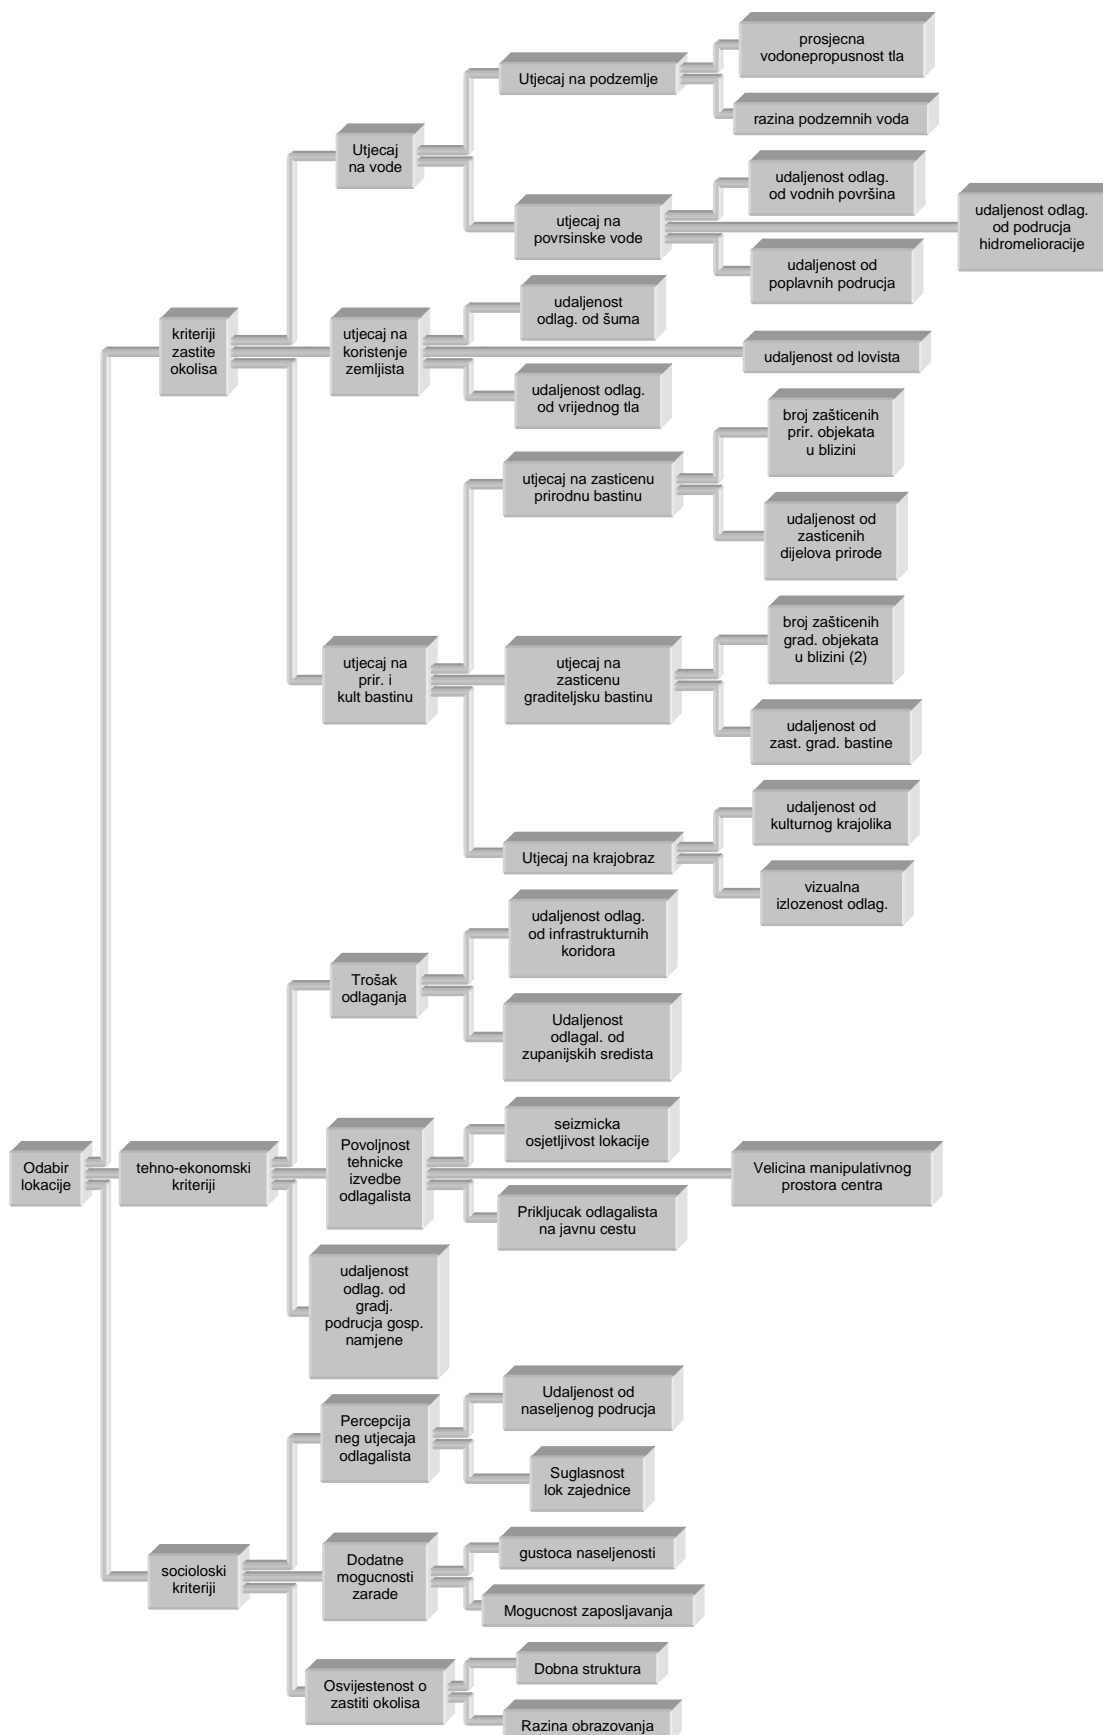 prosjecna
vodonepropusnost tla
Utjecaj na podzemlje
razina podzemnih voda
Utjecaj
na vode
udaljenost odlag.
od vodnih površina
utjecaj na
povrsinske vode
udaljenost odlag.
od podrucja
hidromelioracije
udaljenost od
poplavnih podrucja
udaljenost
odlag. od šuma
kriteriji
zastite
okolisa
utjecaj na
koristenje
zemljista
udaljenost od lovista
udaljenost odlag.
od vrijednog tla
broj zašticenih
prir. objekata
u blizini
utjecaj na zasticenu
prirodnu bastinu
udaljenost od
zasticenih
dijelova prirode
broj zašticenih
grad. objekata
u blizini (2)
utjecaj na
prir. i
kult bastinu
utjecaj na
zasticenu
graditeljsku bastinu
udaljenost od
zast. grad. bastine
udaljenost od
kulturnog krajolika
Utjecaj na krajobraz
vizualna
izlozenost odlag.
udaljenost odlag.
od infrastrukturnih
koridora
Trošak
odlaganja
Udaljenost
odlagal. od
zupanijskih sredista
seizmicka
osjetljivost lokacije
Odabir
lokacije
tehno-ekonomski
kriteriji
Povoljnost
tehnicke
izvedbe
odlagalista
Velicina manipulativnog
prostora centra
Prikljucak odlagalista
na javnu cestu
udaljenost
odlag. od
gradj.
podrucja gosp.
namjene
Udaljenost od
naseljenog podrucja
Percepcija
neg utjecaja
odlagalista
Suglasnost
lok zajednice
gustoca naseljenosti
socioloski
kriteriji
Dodatne
mogucnosti
zarade
Mogucnost zaposljavanja
Dobna struktura
Osvijestenost o
zastiti okolisa
Razina obrazovanja